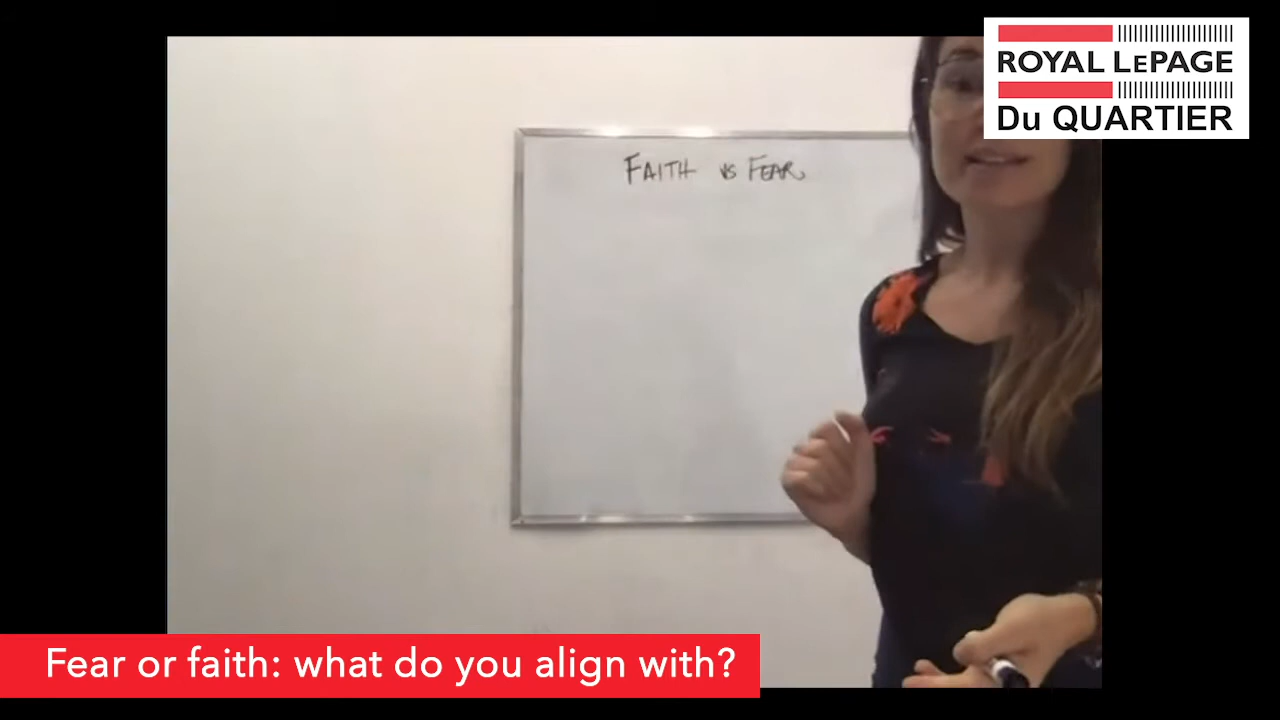 ROYAL LEPAGE
Du QUARTIER
FAITH vs FEAR
Fear or faith: what do you align with?